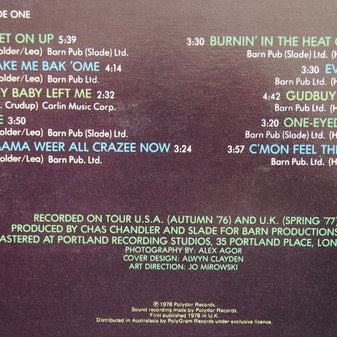 DE ONE
ET ON UP 5:39
older/Lea) Barn Pub (Slade) Ltd.
AKE ME BAK 'OME 4:14
older/Lea) Barn Pub. Ltd.
Y BABY LEFT ME 2:32
. Crudup) Carlin Music Corp.
E 3:50
older/Lea) Barn Pub. Ltd.
MAMA WEER ALL CRAZEE NOW 3:24
older/Lea) Barn Pub. Ltd.
3:30 BURNIN' IN THE HEAT O
Barn Pub (Slade) Ltd. (H
3:30 EV
Barn Pub (Slade) Ltd. (H
4:42 GUDBUY
Barn Pub. Ltd. (H
3:20 ONE-EYED
Barn Pub (Slade) Ltd. (H
3:57 C'MON FEEL THE
Barn Pub. Ltd. (H
RECORDED ON TOUR U.S.A. (AUTUMN '76) AND U.K. (SPRING '77)
PRODUCED BY CHAS CHANDLER AND SLADE FOR BARN PRODUCTIONS
ASTERED AT PORTLAND RECORDING STUDIOS, 35 PORTLAND PLACE, LON
PHOTOGRAPHY BY: ALEX AGOR
COVER DESIGN: ALWYN CLAYDEN
ART DIRECTION: JO MIROWSKI
℗ 1978 Polydor Records.
Sound recording made by Polydor Records.
First published 1978 in U.K.
Distributed in Australasia by PolyGram Records under exclusive licence.